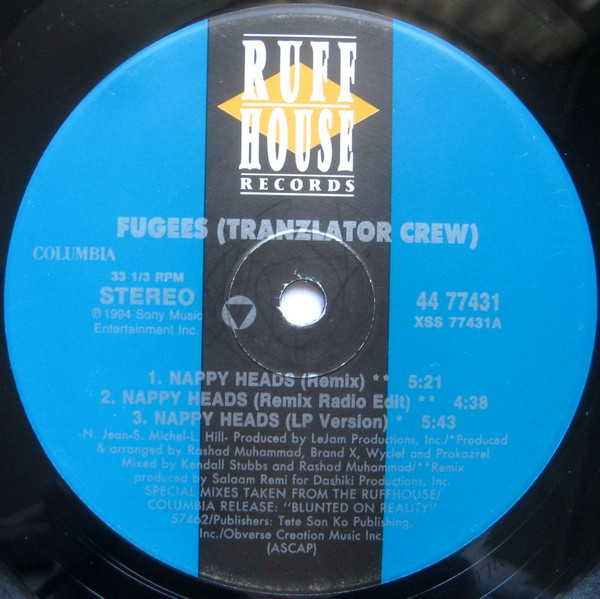 RUFF
HOUSE
RECORDS
FUGEES (TRANZLATOR CREW)
COLUMBIA
33 1/3 RPM
STEREO
℗ 1994 Sony Music
Entertainment Inc.
44 77431
XSS 77431A
1. NAPPY HEADS (Remix) ** 5:21
2. NAPPY HEADS (Remix Radio Edit) ** 4:38
3. NAPPY HEADS (LP Version) * 5:43
-N. Jean-S. Michel-L. Hill- Produced by LeJam Productions, Inc./*Produced
& arranged by Rashad Muhammad, Brand X, Wyclef and Prakazrel
Mixed by Kendall Stubbs and Rashad Muhammad/**Remix
produced by Salaam Remi for Dashiki Productions, Inc.
SPECIAL MIXES TAKEN FROM THE RUFFHOUSE/
COLUMBIA RELEASE: "BLUNTED ON REALITY"
57462/Publishers: Tete San Ko Publishing,
Inc./Obverse Creation Music Inc.
(ASCAP)